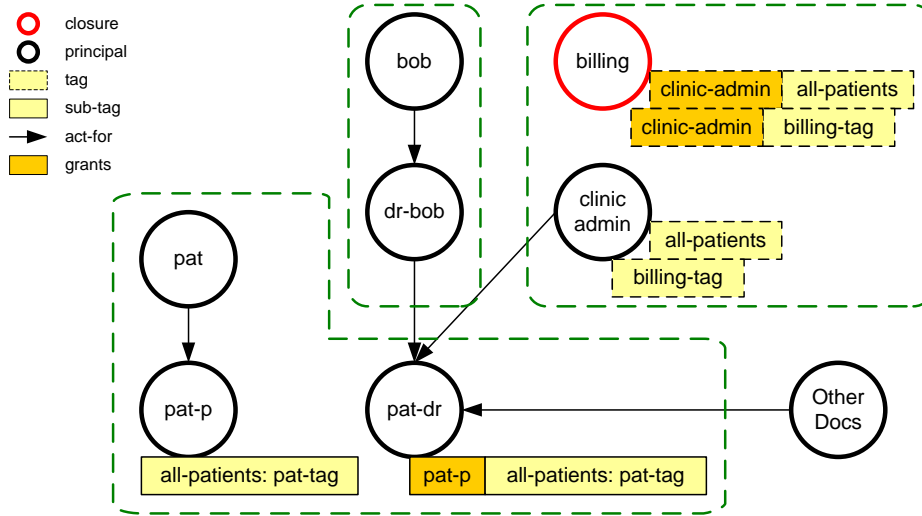 closure
principal
tag
sub-tag
act-for
grants
bob
billing
clinic-admin all-patients
clinic-admin billing-tag
dr-bob
clinic
admin
all-patients
billing-tag
pat
pat-p
pat-dr
Other
Docs
all-patients: pat-tag
pat-p all-patients: pat-tag